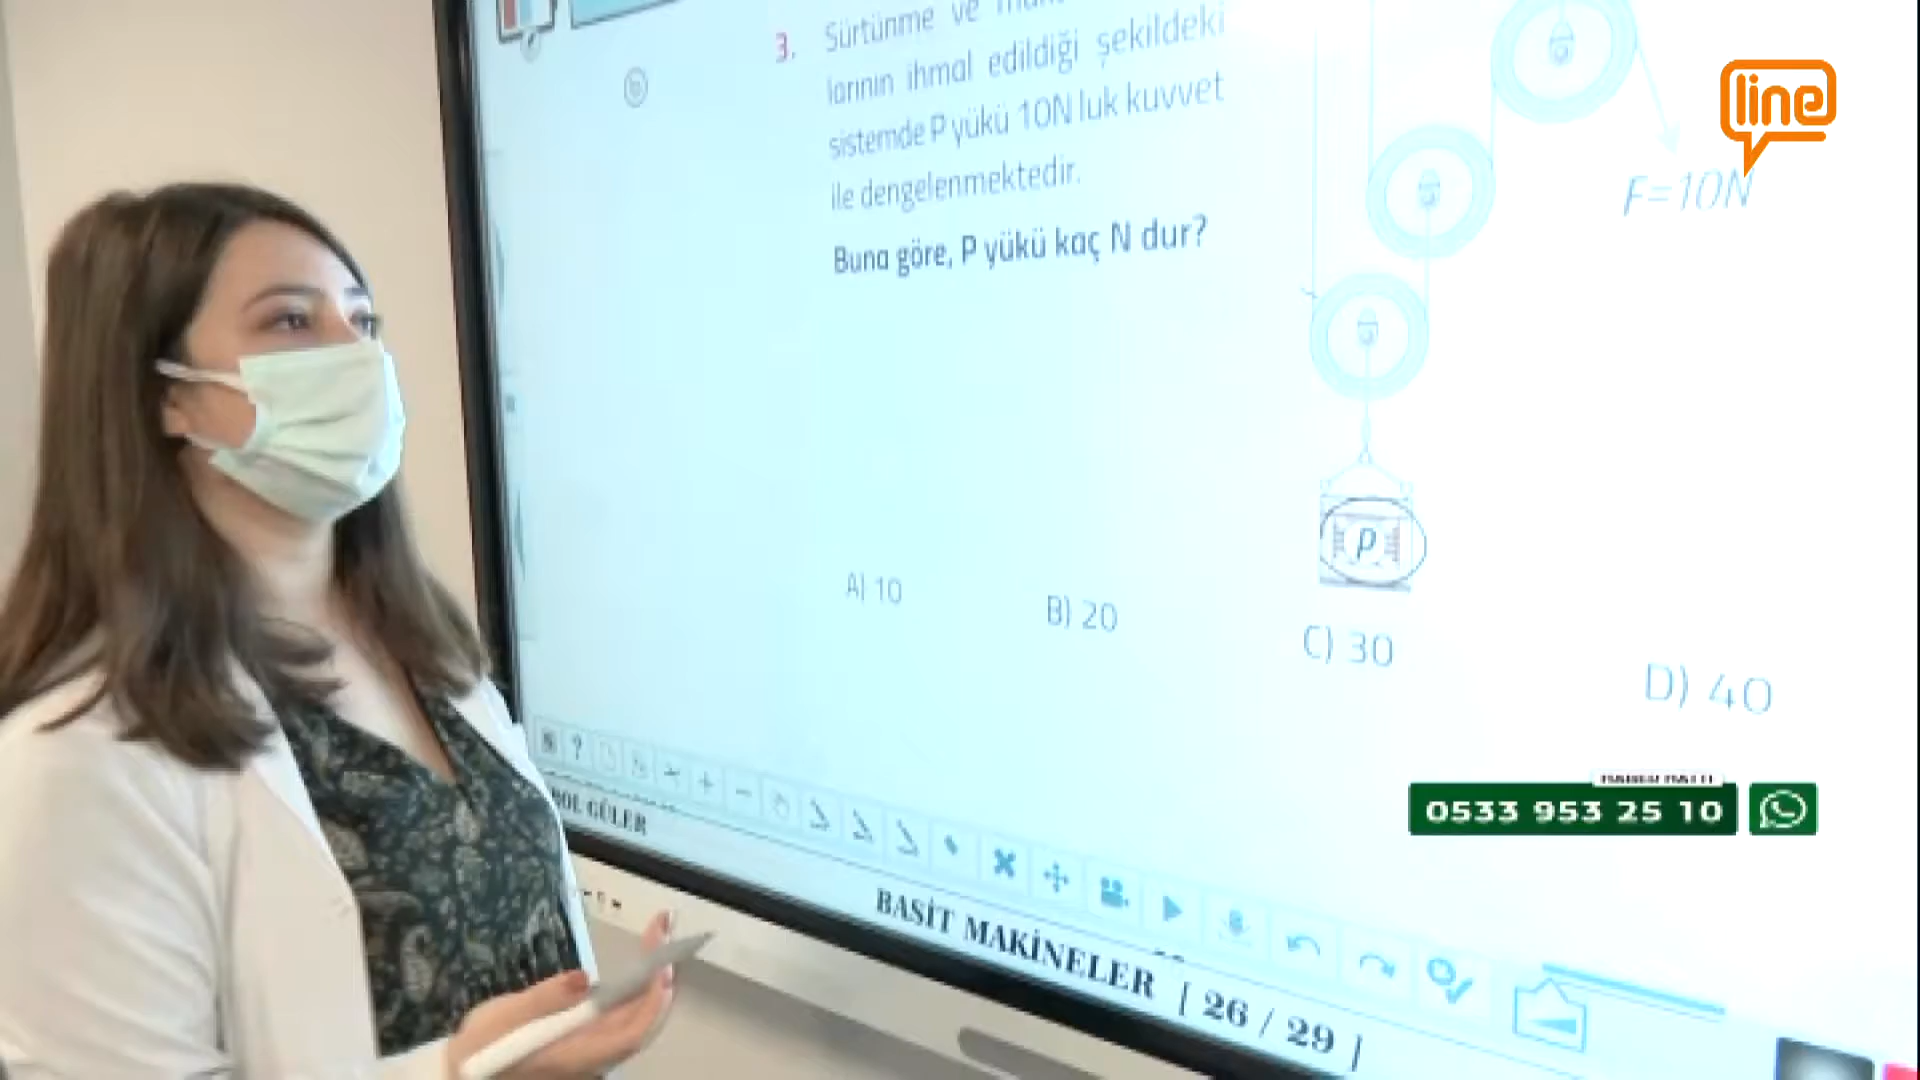 3. Sürtünme ve
larının ihmal edildiği şekildeki
sistemde P yükü 10N luk kuvvet
ile dengelenmektedir.
Buna göre, P yükü kaç N dur?
F=10N
G
G
G
P
A) 10
B) 20
C) 30
D) 40
line
0533 953 25 10
GÜLER
BASİT MAKİNELER [ 26 / 29 ]